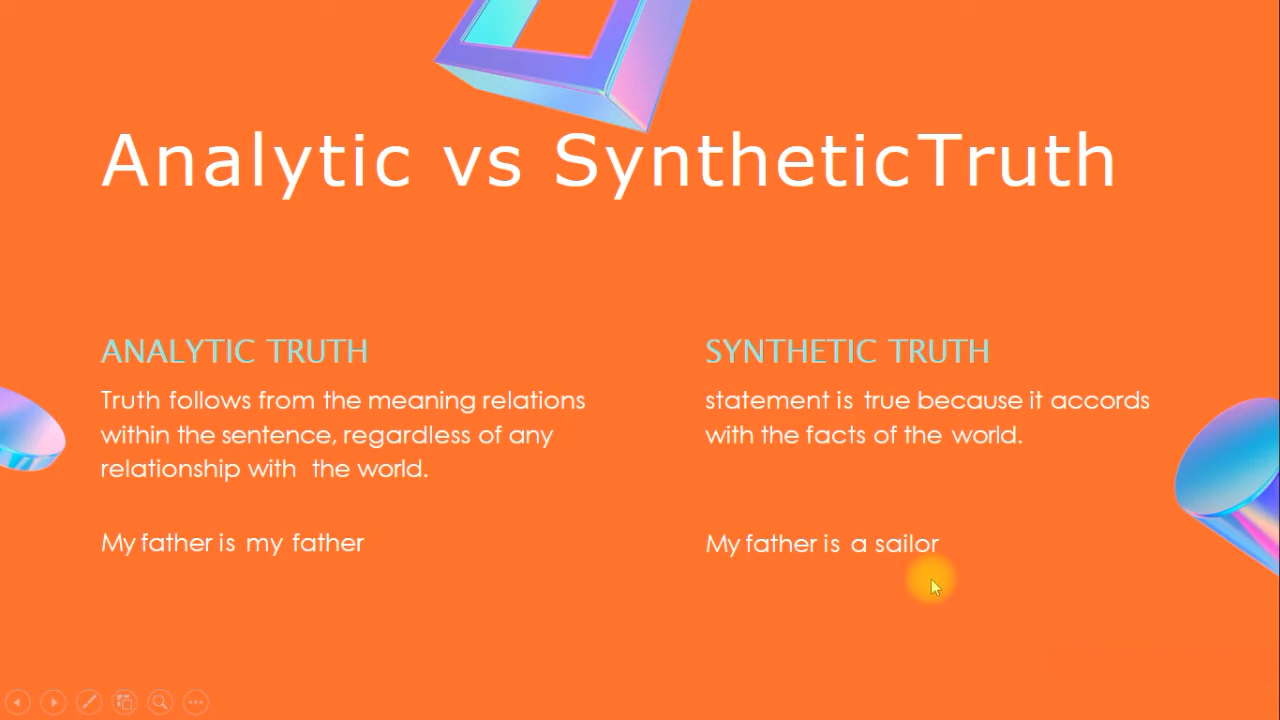 Analytic vs SyntheticTruth
ANALYTIC TRUTH
Truth follows from the meaning relations
within the sentence, regardless of any
relationship with the world.
My father is my father
SYNTHETIC TRUTH
statement is true because it accords
with the facts of the world.
My father is a sailor